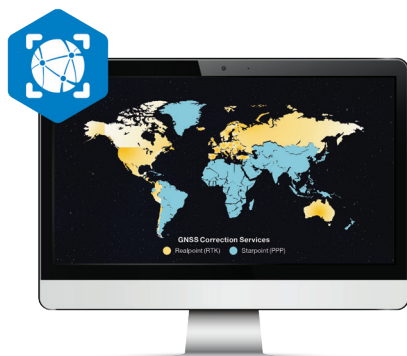 GNSS Correction Services
Realpoint (RTK) Starpoint (PPP)